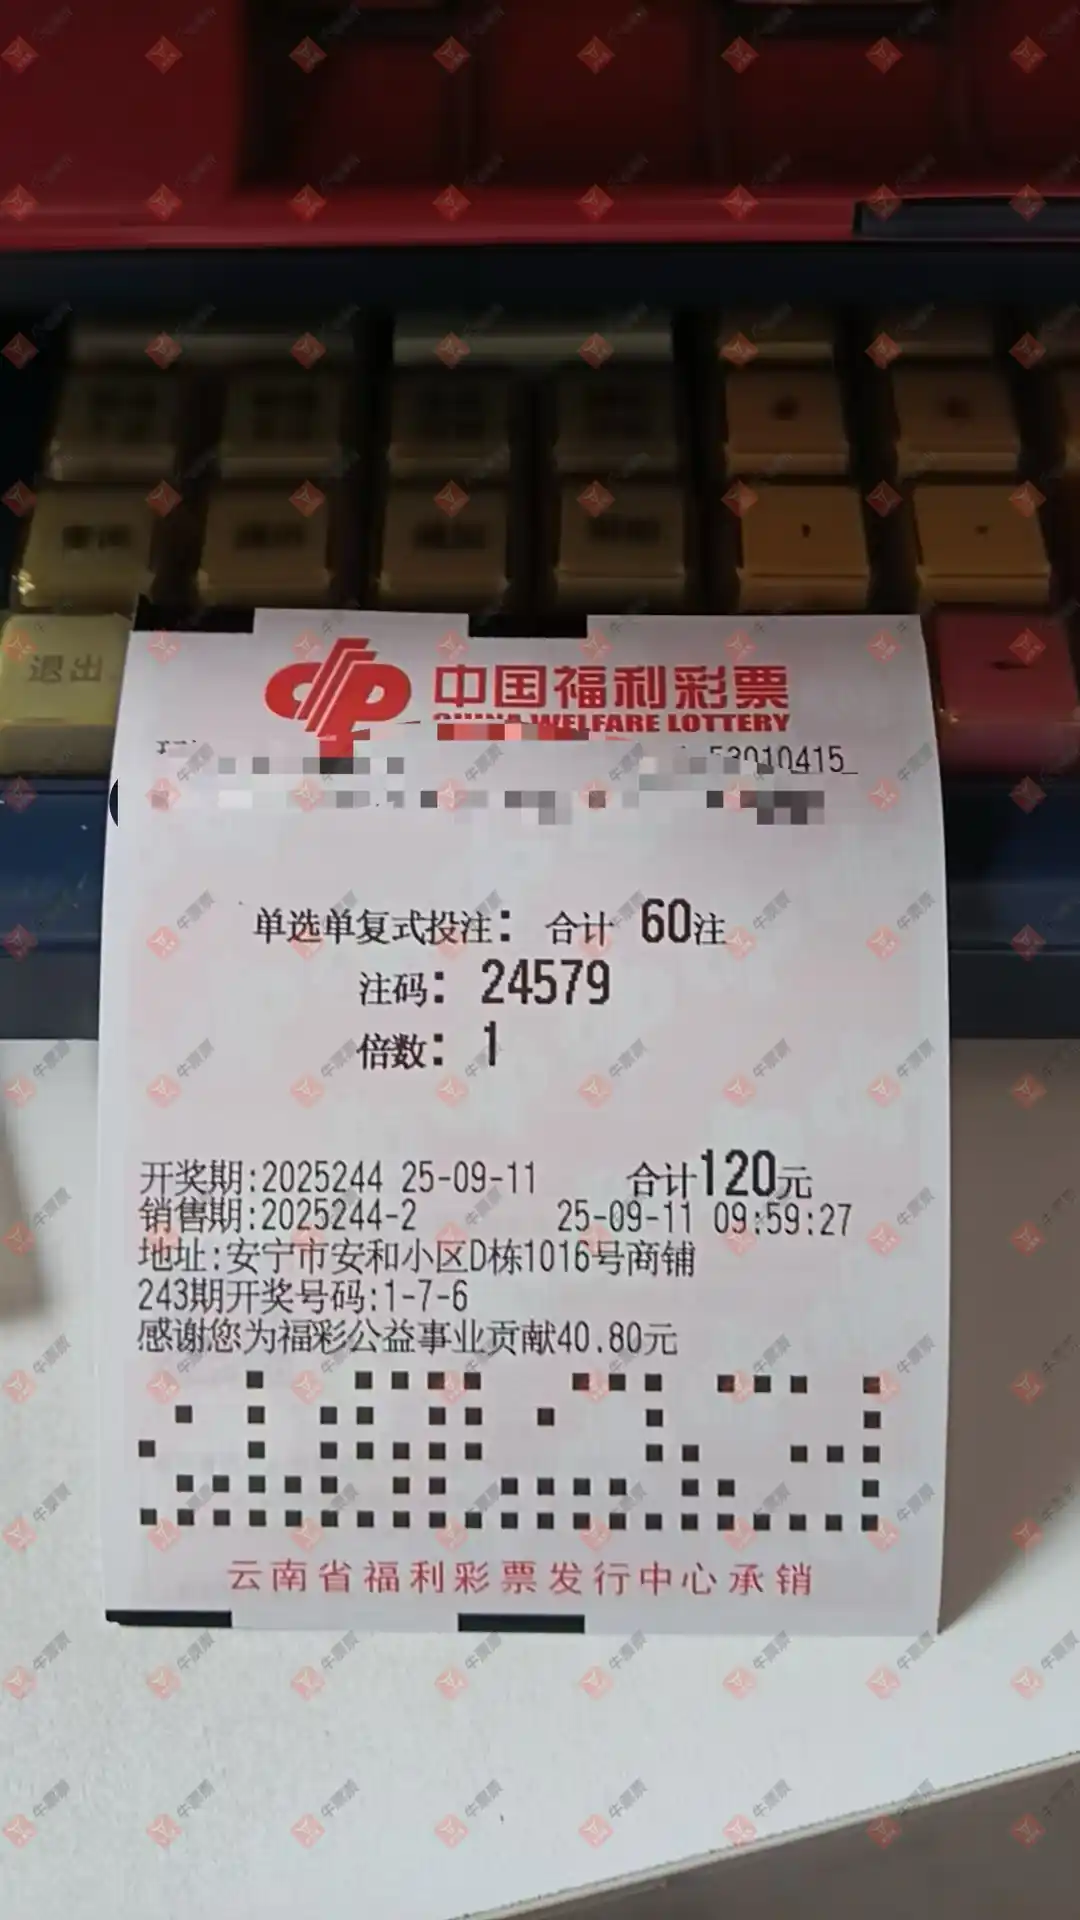 退出
中国福利彩票
CHINA WELFARE LOTTERY
53010415
单选单复式投注： 合计 60注
注码： 24579
倍数： 1
开奖期:2025244 25-09-11 合计120元
销售期:2025244-2 25-09-11 09:59:27
地址:安宁市安和小区D栋1016号商铺
243期开奖号码:1-7-6
感谢您为福彩公益事业贡献40.80元
云南省福利彩票发行中心承销
牛票票